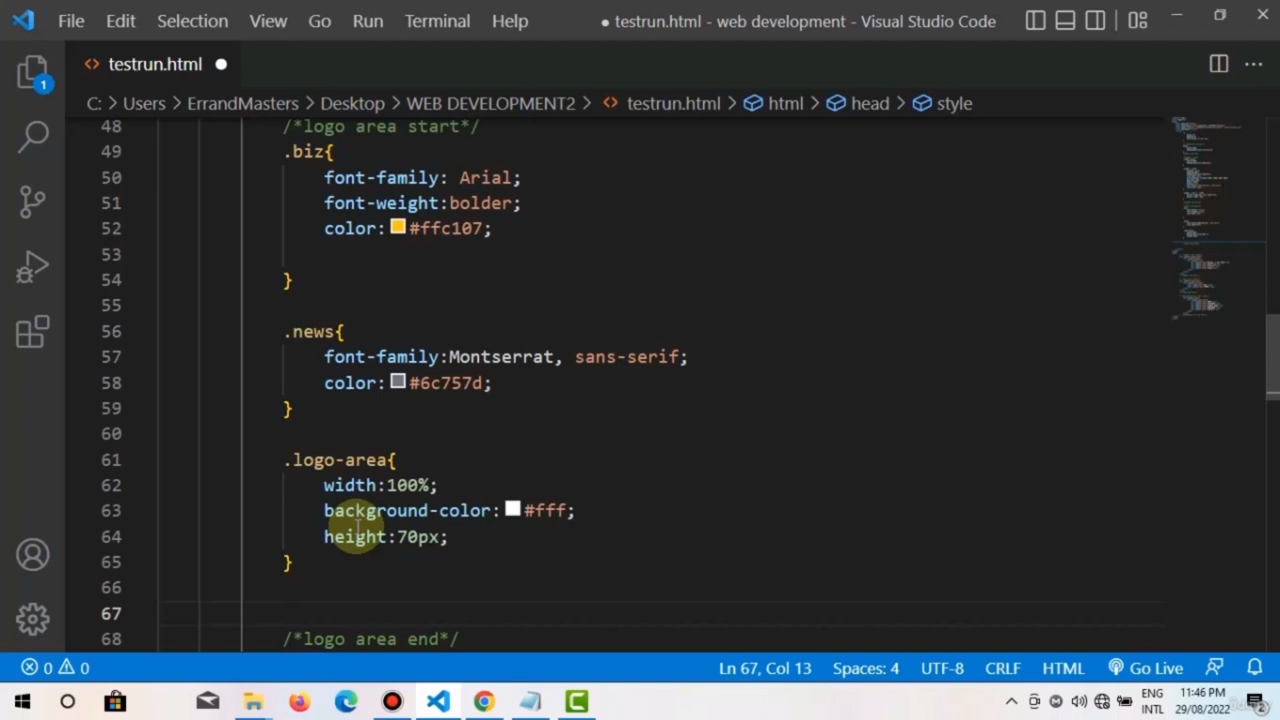 File Edit Selection View Go Run Terminal Help ● testrun.html - web development - Visual Studio Code
testrun.html
C: > Users > ErrandMasters > Desktop > WEB DEVELOPMENT2 > testrun.html > html > head > style
48 /*logo area start*/
49 .biz{
50 font-family: Arial;
51 font-weight:bolder;
52 color: #ffc107;
53
54 }
55
56 .news{
57 font-family:Montserrat, sans-serif;
58 color: #6c757d;
59 }
60
61 .logo-area{
62 width:100%;
63 background-color: #fff;
64 height:70px;
65 }
66
67
68 /*logo area end*/
1
0 0 Ln 67, Col 13 Spaces: 4 UTF-8 CRLF HTML Go Live
ENG 11:46 PM
INTL 29/08/2022 2